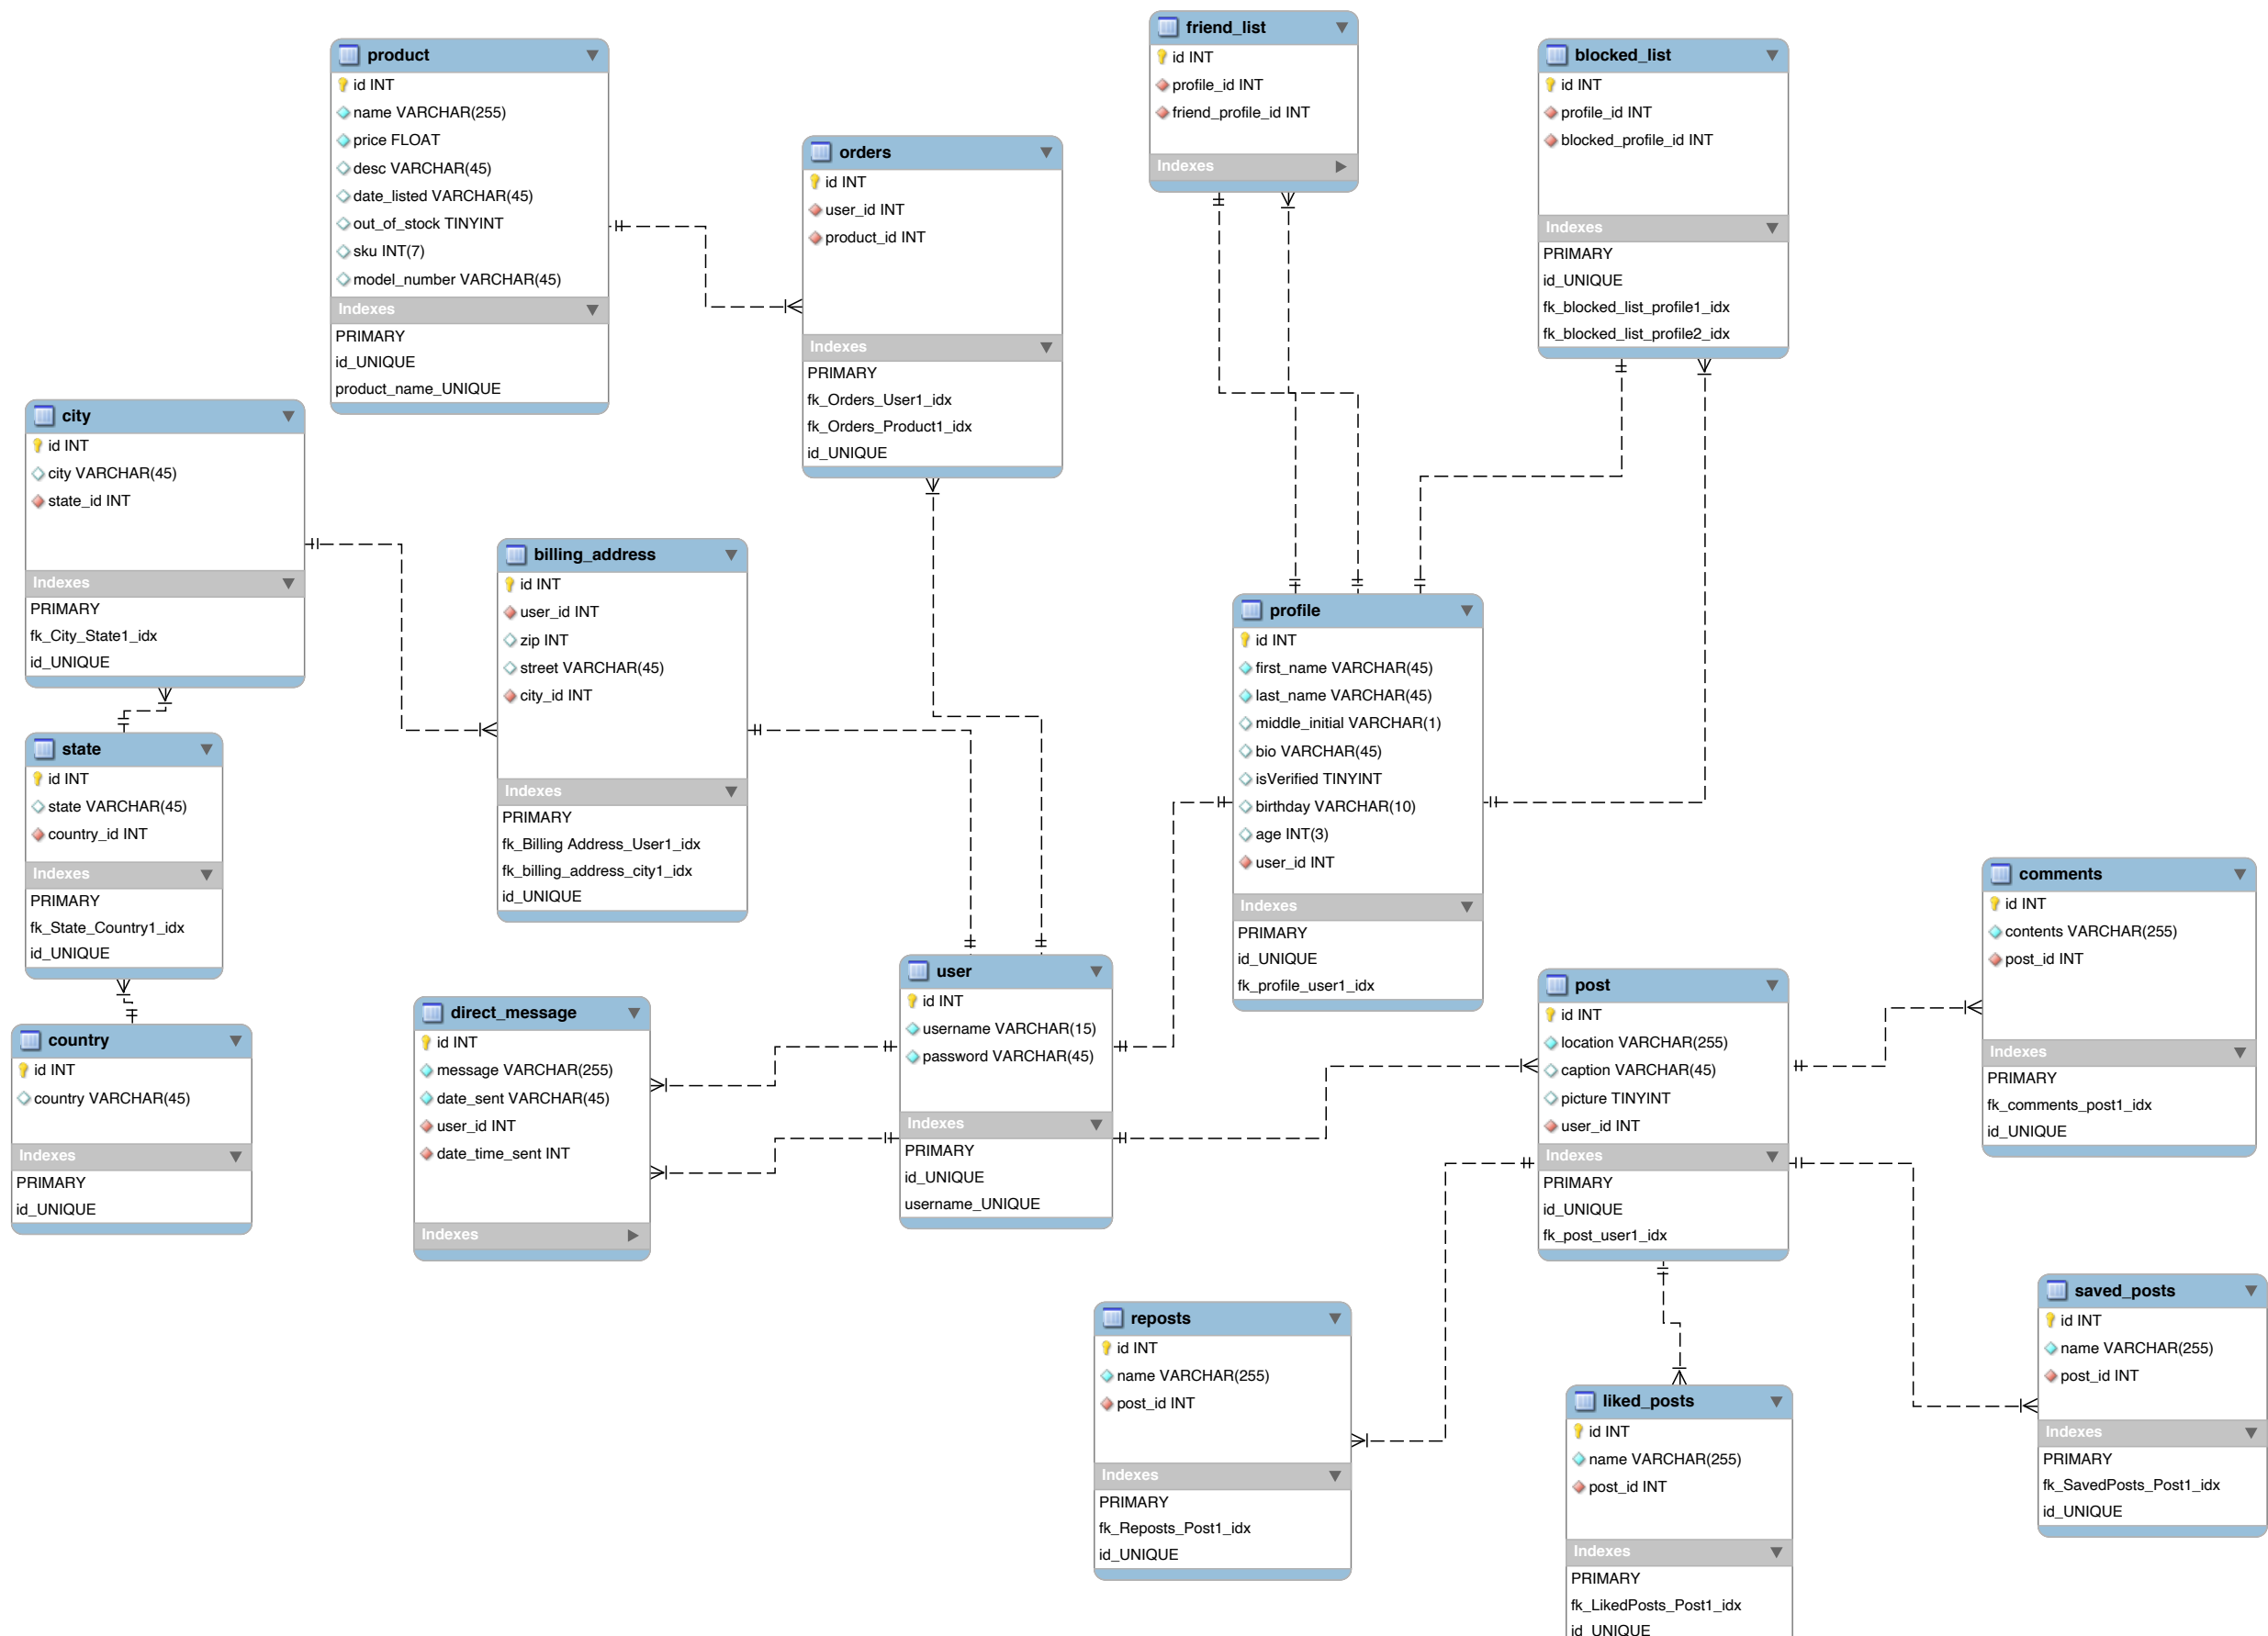 product
id INT
name VARCHAR(255)
price FLOAT
desc VARCHAR(45)
date_listed VARCHAR(45)
out_of_stock TINYINT
sku INT(7)
model_number VARCHAR(45)
Indexes
PRIMARY
id_UNIQUE
product_name_UNIQUE
orders
id INT
user_id INT
product_id INT
Indexes
PRIMARY
fk_Orders_User1_idx
fk_Orders_Product1_idx
id_UNIQUE
friend_list
id INT
profile_id INT
friend_profile_id INT
Indexes
blocked_list
id INT
profile_id INT
blocked_profile_id INT
Indexes
PRIMARY
id_UNIQUE
fk_blocked_list_profile1_idx
fk_blocked_list_profile2_idx
city
id INT
city VARCHAR(45)
state_id INT
Indexes
PRIMARY
fk_City_State1_idx
id_UNIQUE
billing_address
id INT
user_id INT
zip INT
street VARCHAR(45)
city_id INT
Indexes
PRIMARY
fk_Billing Address_User1_idx
fk_billing_address_city1_idx
id_UNIQUE
profile
id INT
first_name VARCHAR(45)
last_name VARCHAR(45)
middle_initial VARCHAR(1)
bio VARCHAR(45)
isVerified TINYINT
birthday VARCHAR(10)
age INT(3)
user_id INT
Indexes
PRIMARY
id_UNIQUE
fk_profile_user1_idx
state
id INT
state VARCHAR(45)
country_id INT
Indexes
PRIMARY
fk_State_Country1_idx
id_UNIQUE
country
id INT
country VARCHAR(45)
Indexes
PRIMARY
id_UNIQUE
direct_message
id INT
message VARCHAR(255)
date_sent VARCHAR(45)
user_id INT
date_time_sent INT
Indexes
user
id INT
username VARCHAR(15)
password VARCHAR(45)
Indexes
PRIMARY
id_UNIQUE
username_UNIQUE
post
id INT
location VARCHAR(255)
caption VARCHAR(45)
picture TINYINT
user_id INT
Indexes
PRIMARY
id_UNIQUE
fk_post_user1_idx
comments
id INT
contents VARCHAR(255)
post_id INT
Indexes
PRIMARY
fk_comments_post1_idx
id_UNIQUE
reposts
id INT
name VARCHAR(255)
post_id INT
Indexes
PRIMARY
fk_Reposts_Post1_idx
id_UNIQUE
liked_posts
id INT
name VARCHAR(255)
post_id INT
Indexes
PRIMARY
fk_LikedPosts_Post1_idx
id_UNIQUE
saved_posts
id INT
name VARCHAR(255)
post_id INT
Indexes
PRIMARY
fk_SavedPosts_Post1_idx
id_UNIQUE